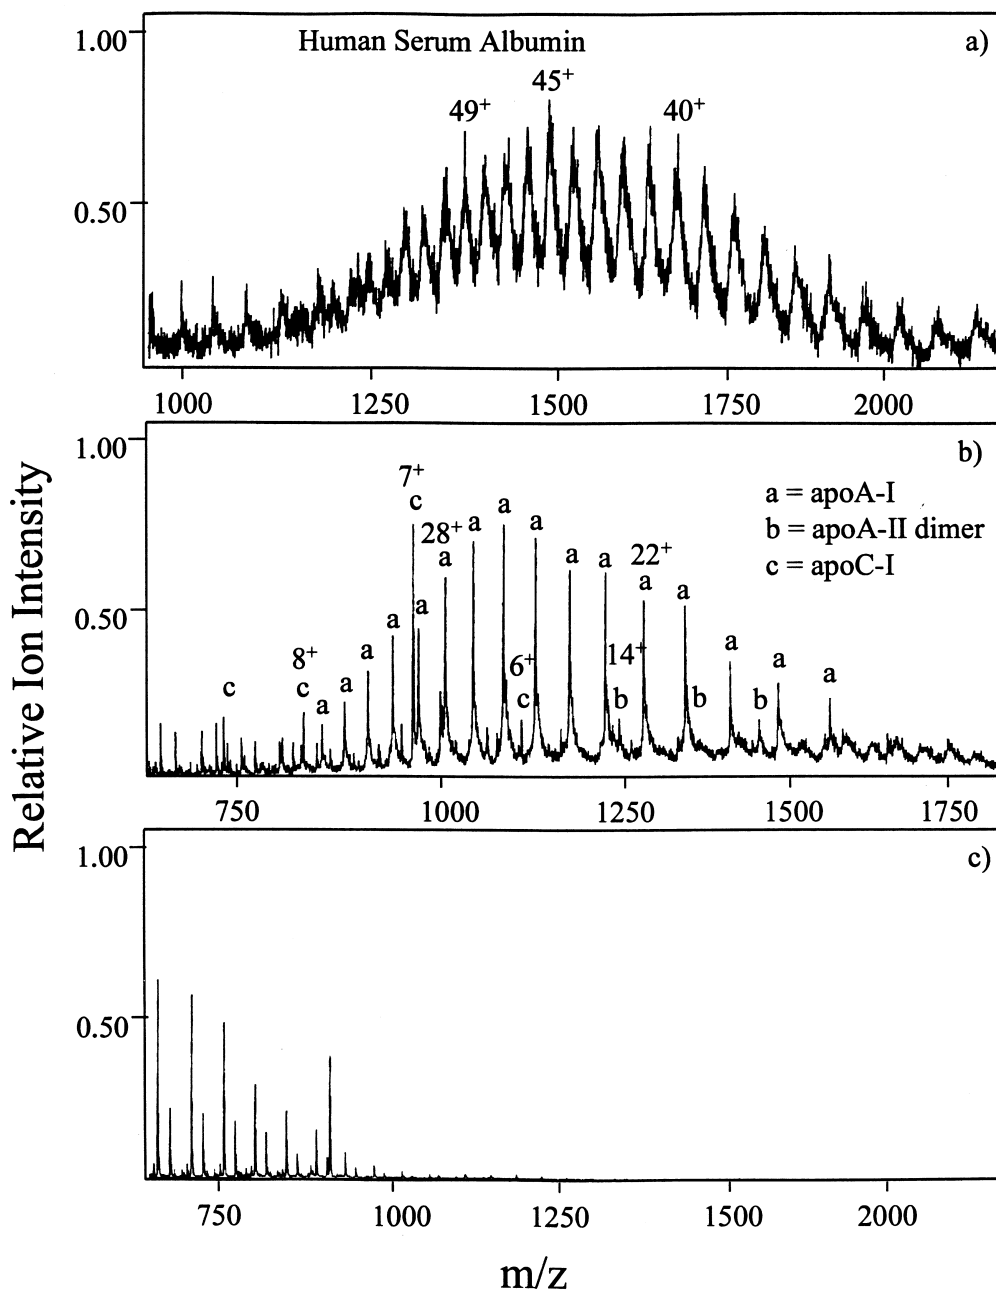 Relative Ion Intensity
1.00
Human Serum Albumin
a)
45+
49+
40+
0.50
1000 1250 1500 1750 2000
1.00
b)
7+
c
a = apoA-I
28+ a a a
b = apoA-II dimer
a
a a 22+
c = apoC-I
a
a
0.50
a
a
8+
a
6+
14+
a
a
c c
a
c
b
b
b
a
a
750 1000 1250 1500 1750
1.00
c)
0.50
750 1000 1250 1500 2000
m/z